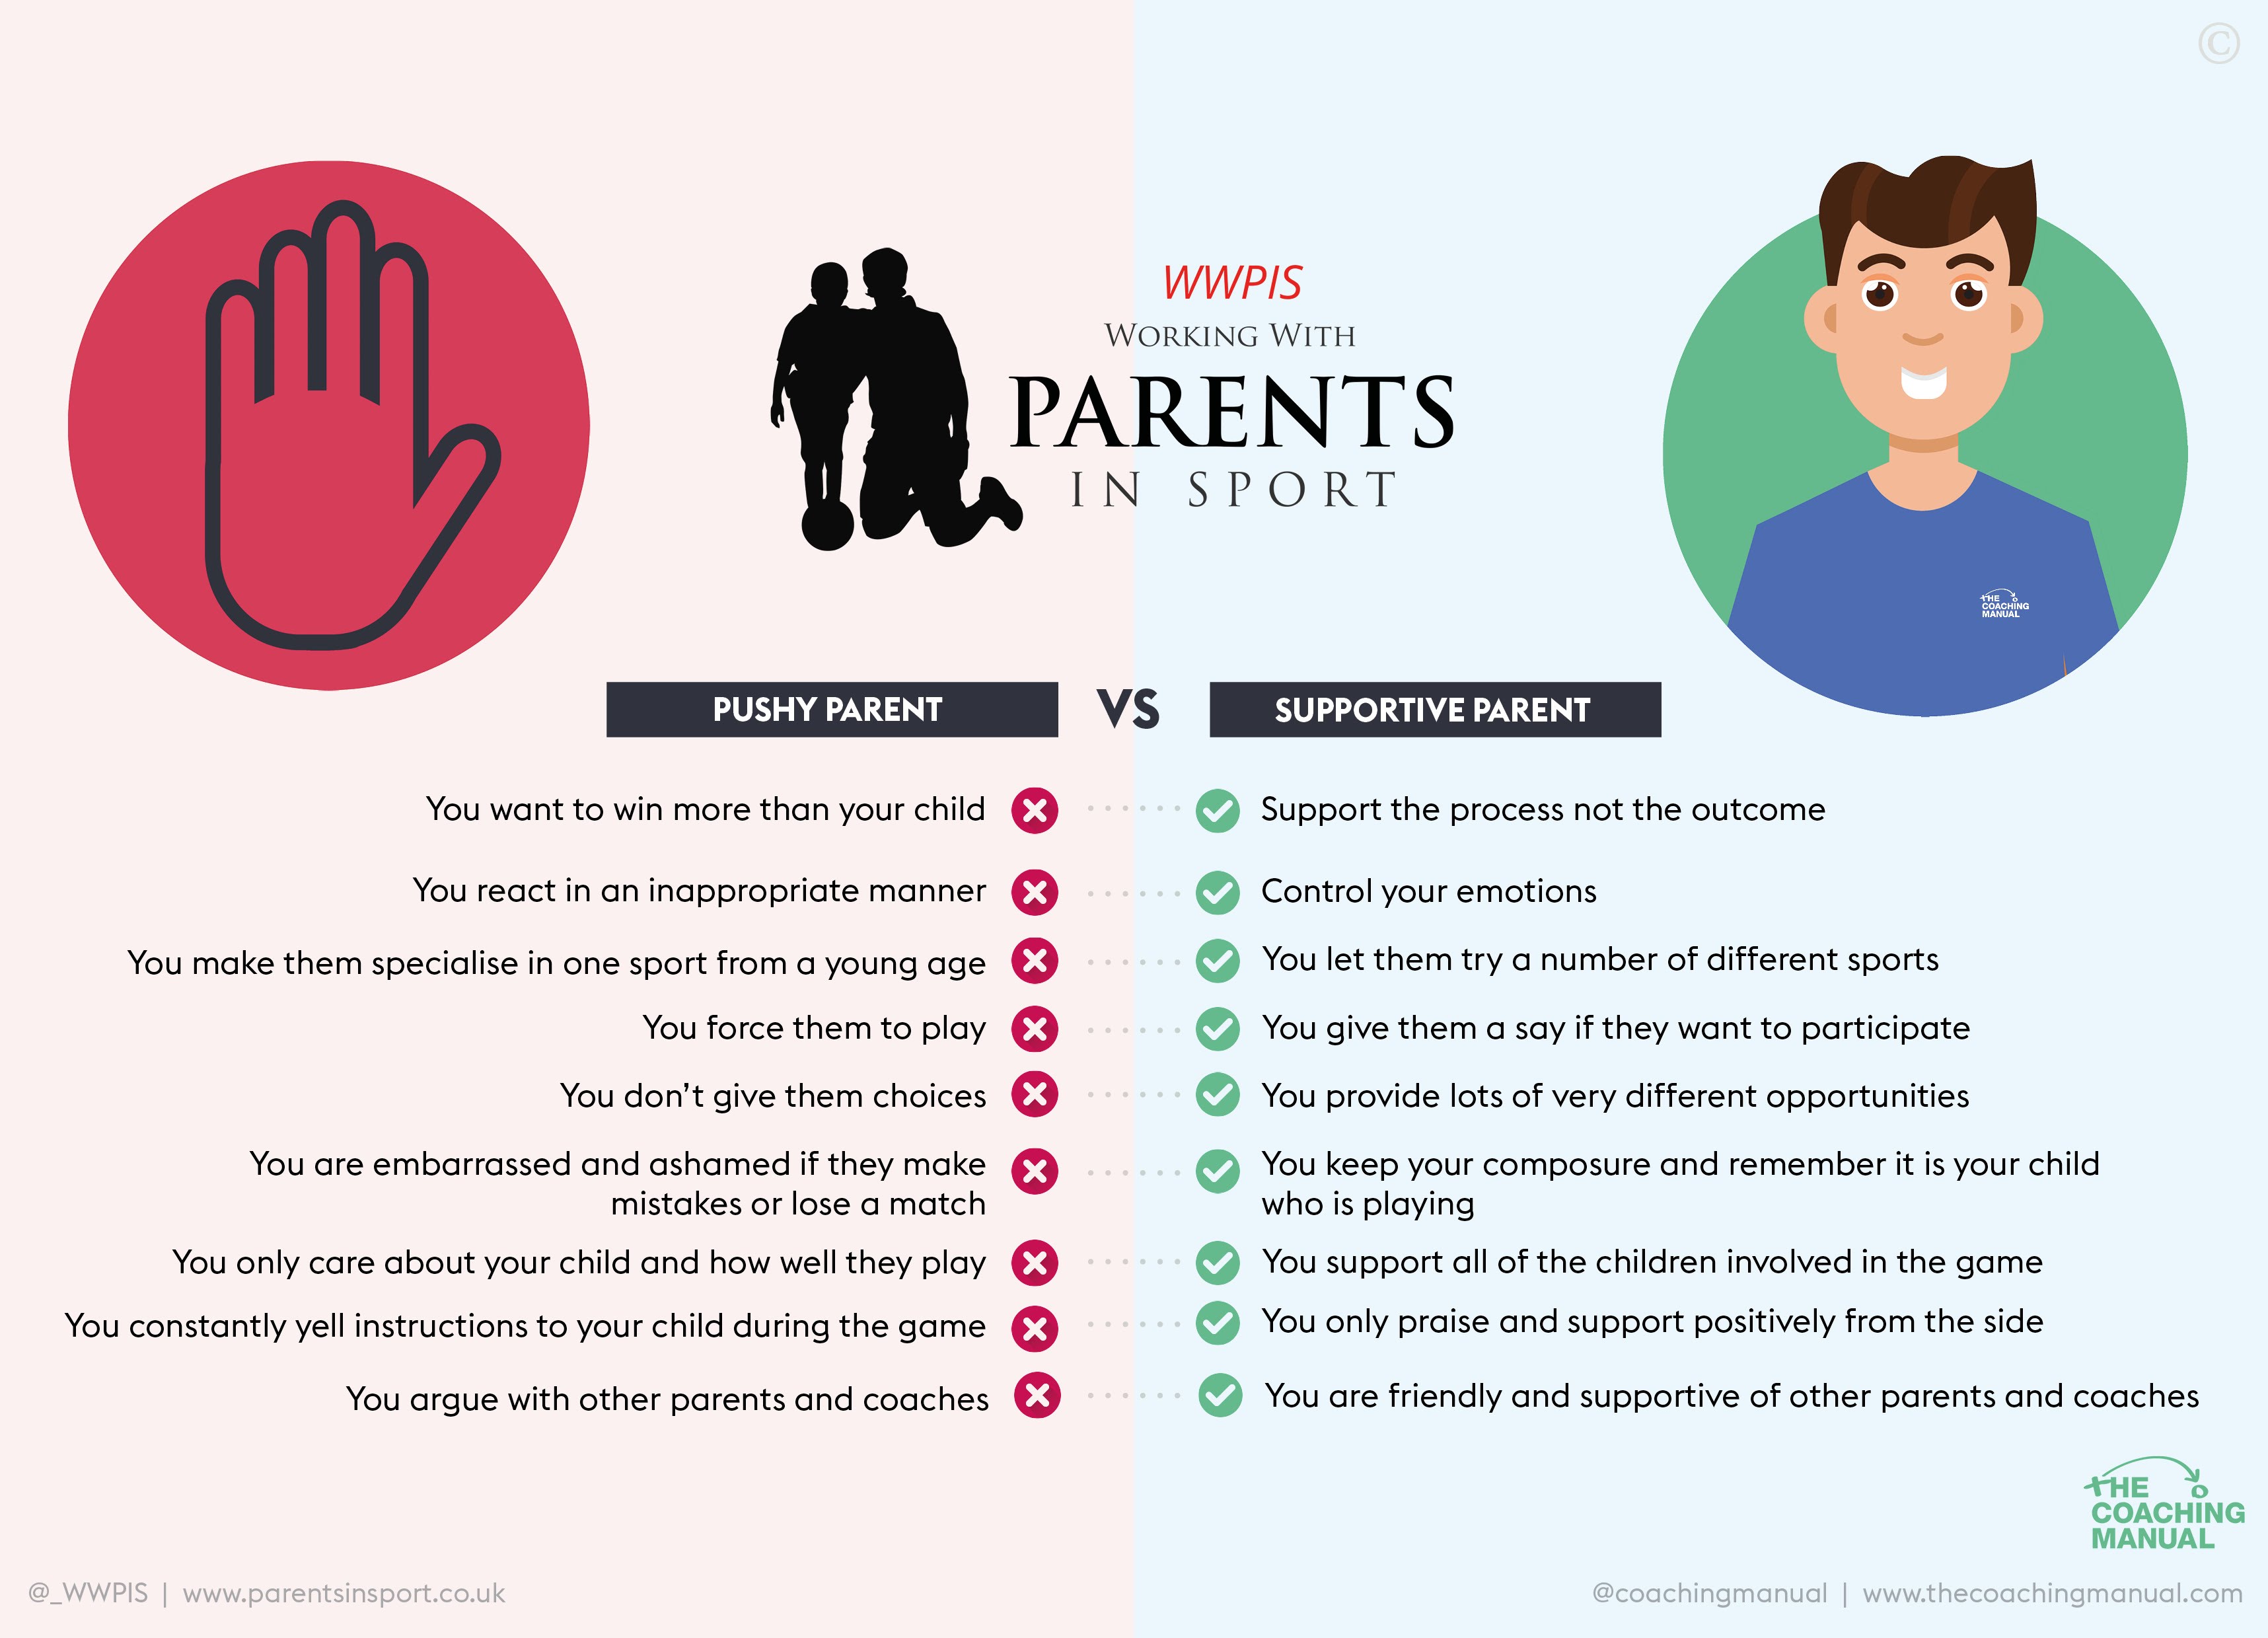 ©
WWPIS
WORKING WITH
PARENTS
IN SPORT
THE
COACHING
MANUAL
PUSHY PARENT
VS
SUPPORTIVE PARENT
You want to win more than your child
Support the process not the outcome
You react in an inappropriate manner
Control your emotions
You make them specialise in one sport from a young age
You let them try a number of different sports
You force them to play
You give them a say if they want to participate
You don’t give them choices
You provide lots of very different opportunities
You are embarrassed and ashamed if they make
mistakes or lose a match
You keep your composure and remember it is your child
who is playing
You only care about your child and how well they play
You support all of the children involved in the game
You constantly yell instructions to your child during the game
You only praise and support positively from the side
You argue with other parents and coaches
You are friendly and supportive of other parents and coaches
THE
COACHING
MANUAL
@_WWPIS | www.parentsinsport.co.uk
@coachingmanual | www.thecoachingmanual.com